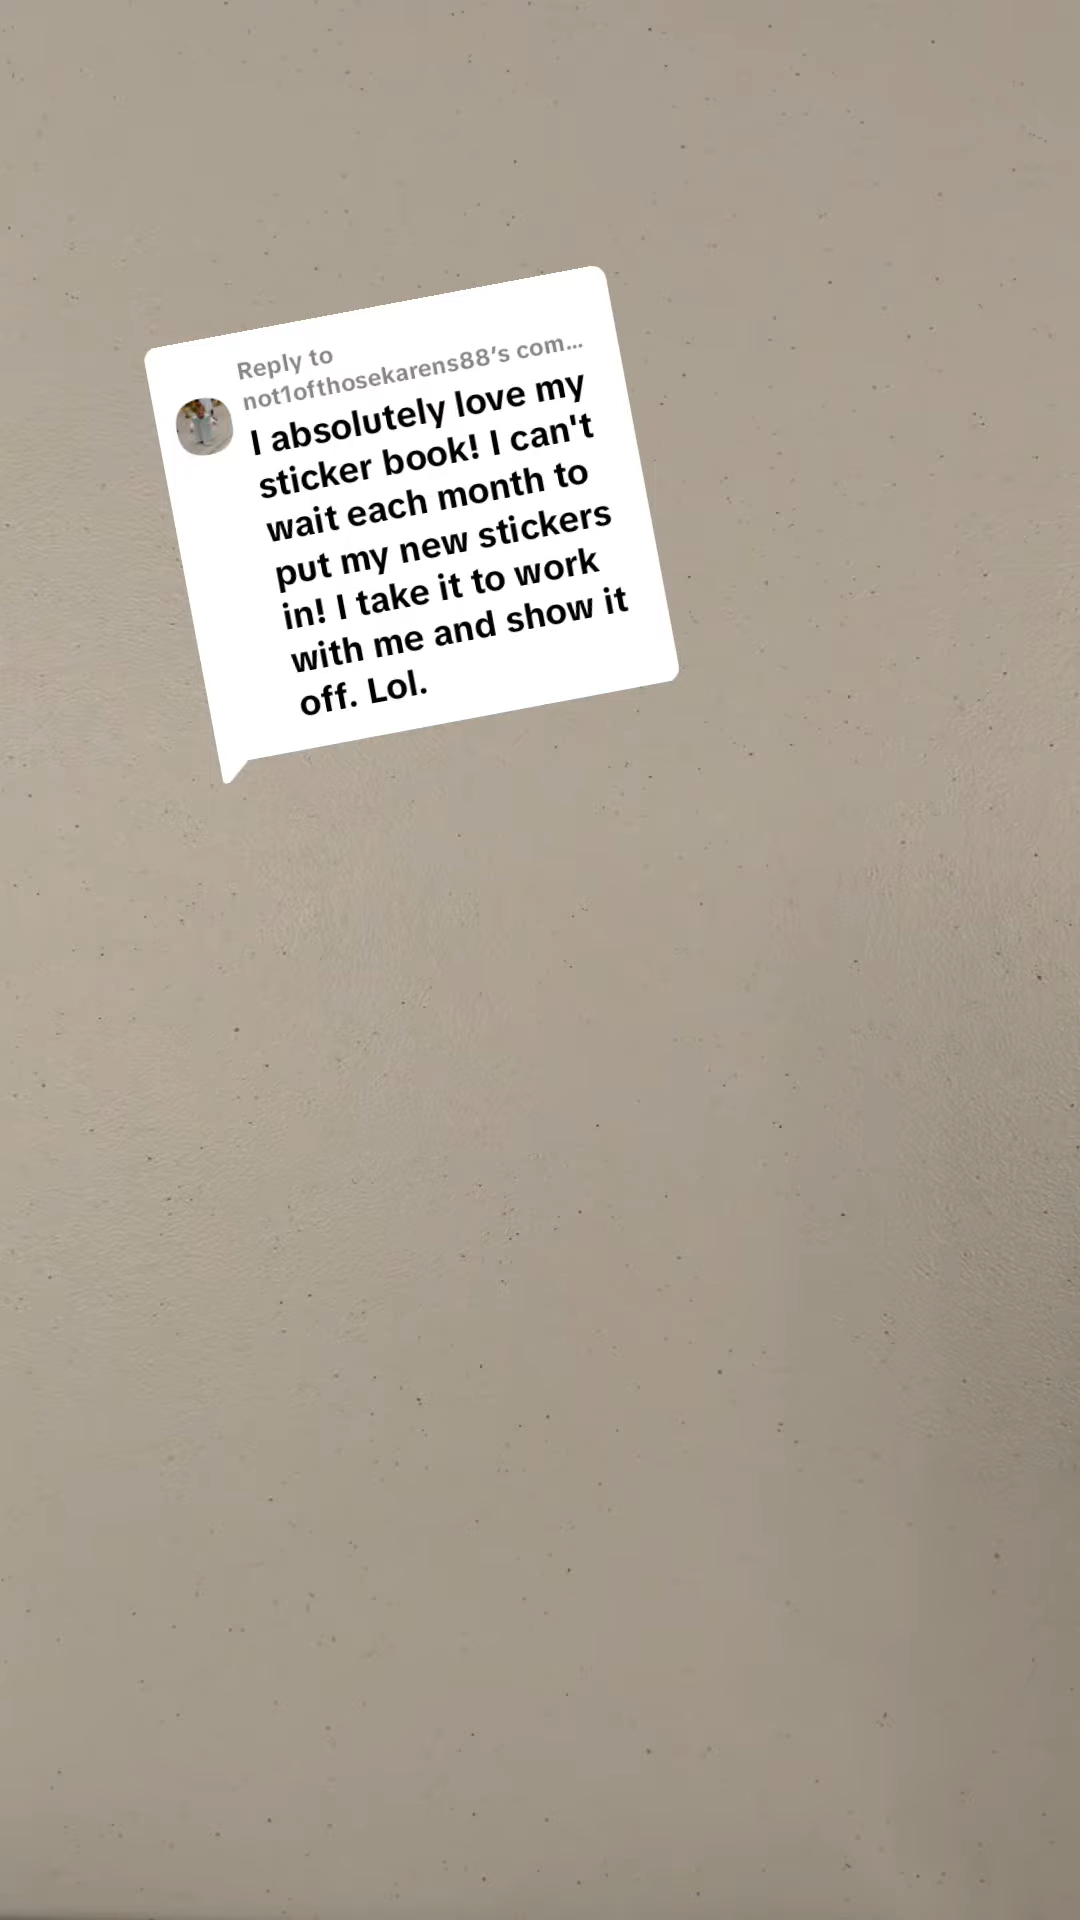 Reply to
not1ofthosekarens88's com...
I absolutely love my
sticker book! I can't
wait each month to
put my new stickers
in! I take it to work
with me and show it
off. Lol.